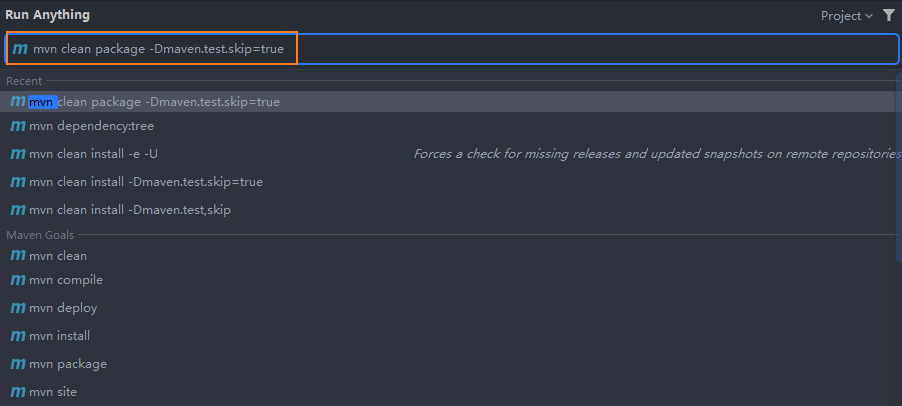 Run Anything Project
m mvn clean package -Dmaven.test.skip=true
Recent
m mvn clean package -Dmaven.test.skip=true
m mvn dependency:tree
m mvn clean install -e -U Forces a check for missing releases and updated snapshots on remote repositories
m mvn clean install -Dmaven.test.skip=true
m mvn clean install -Dmaven.test,skip
Maven Goals
m mvn clean
m mvn compile
m mvn deploy
m mvn install
m mvn package
m mvn site